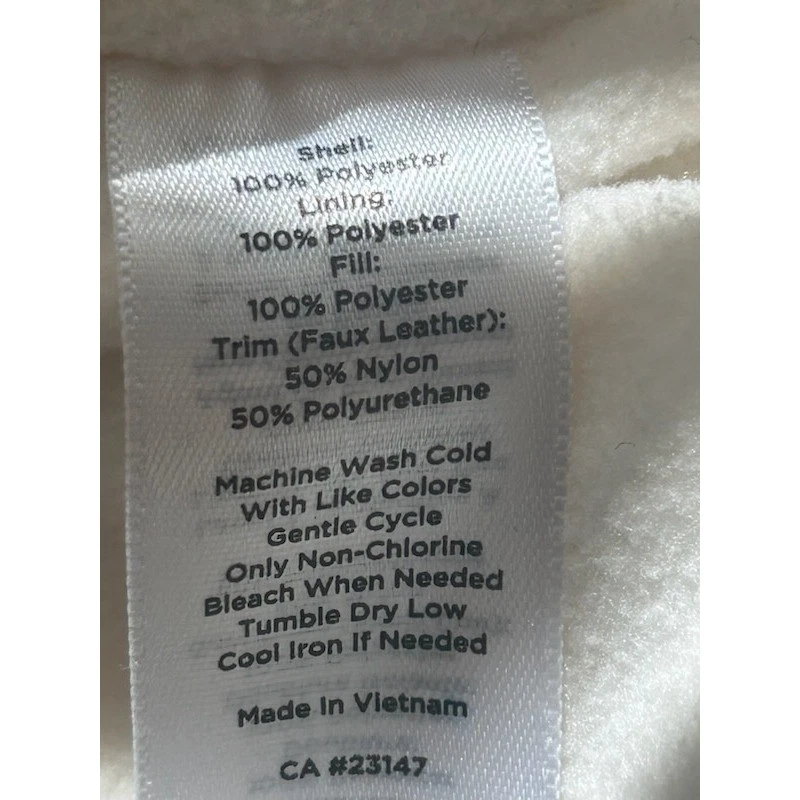 Shell:
100% Polyester
Lining:
100% Polyester
Fill:
100% Polyester
Trim (Faux Leather):
50% Nylon
50% Polyurethane
Machine Wash Cold
With Like Colors
Gentle Cycle
Only Non-Chlorine
Bleach When Needed
Tumble Dry Low
Cool Iron If Needed
Made In Vietnam
CA #23147